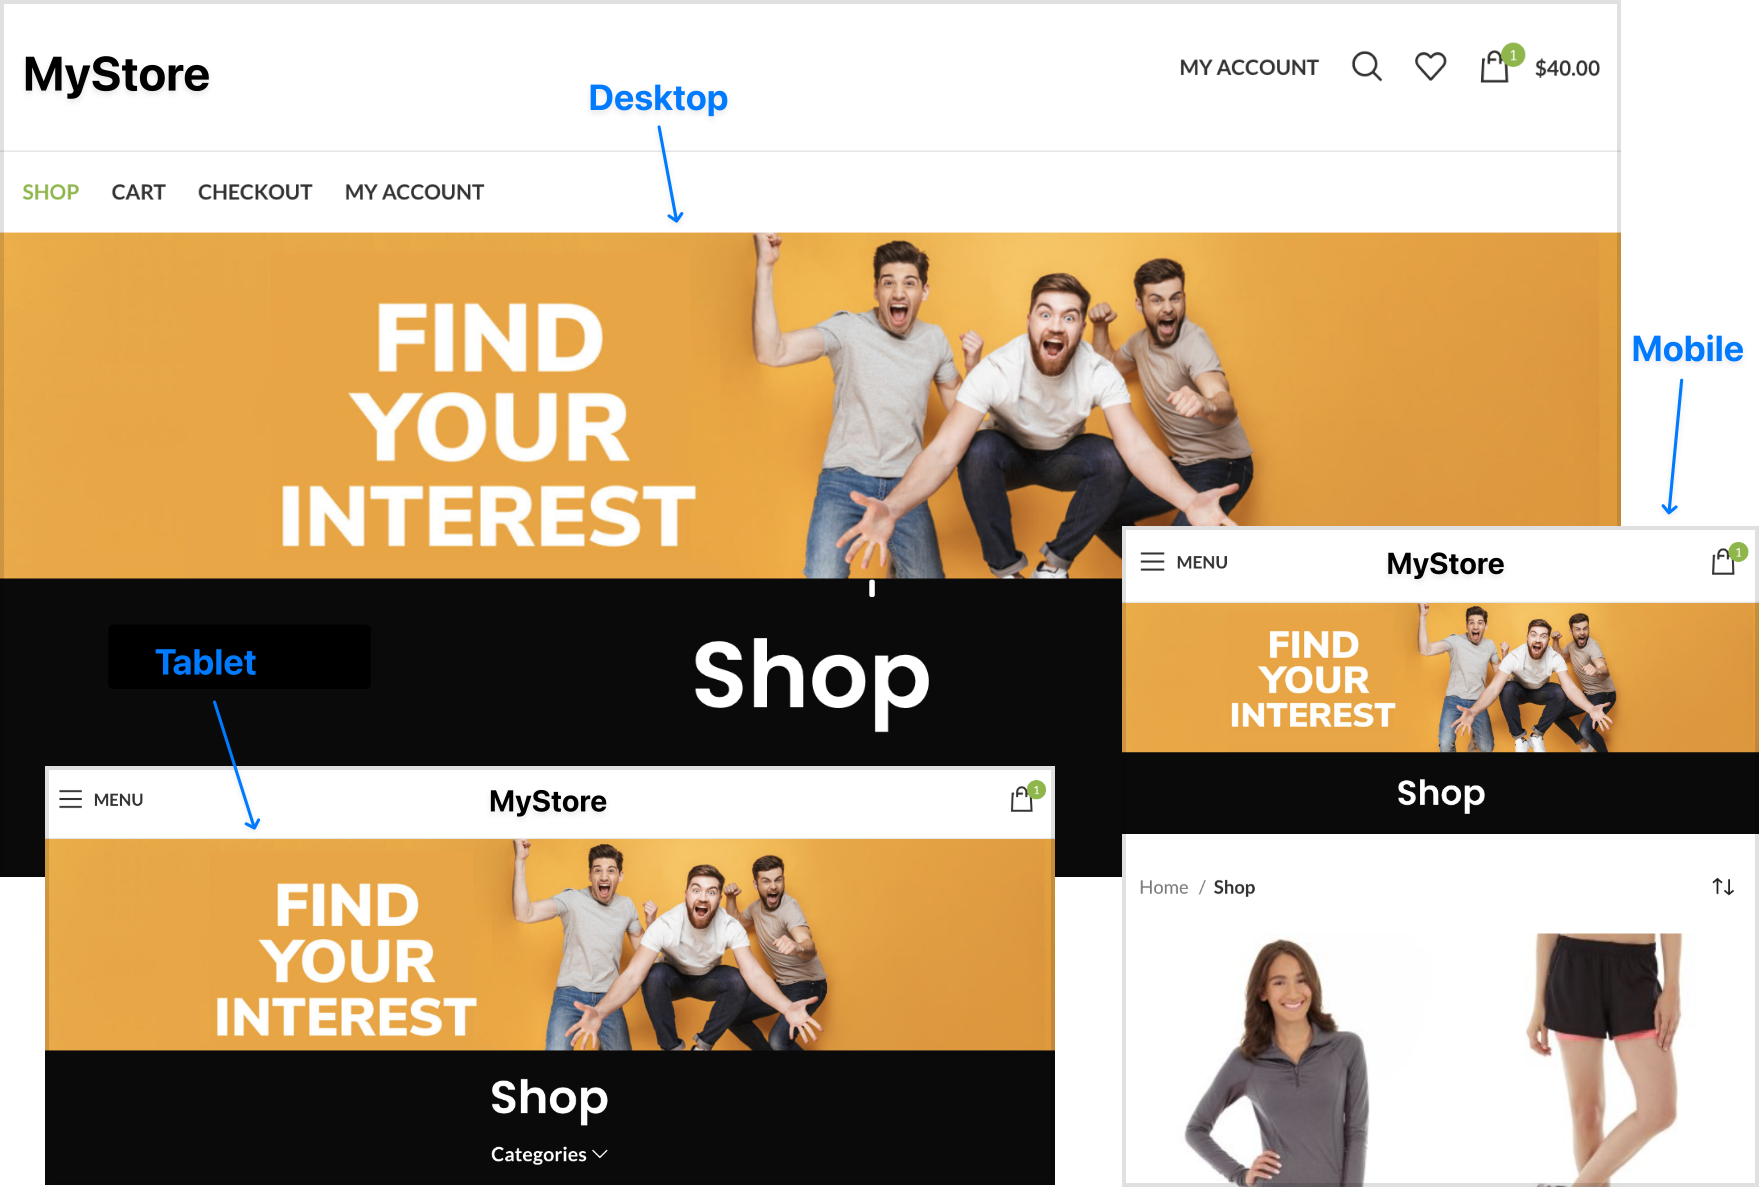 MyStore
MY ACCOUNT
1
$40.00
Desktop
SHOP CART CHECKOUT MY ACCOUNT
FIND
YOUR
INTEREST
Mobile
Shop
Tablet
MENU
MyStore
1
FIND
YOUR
INTEREST
Shop
Categories
MENU
MyStore
1
FIND
YOUR
INTEREST
Shop
Home / Shop